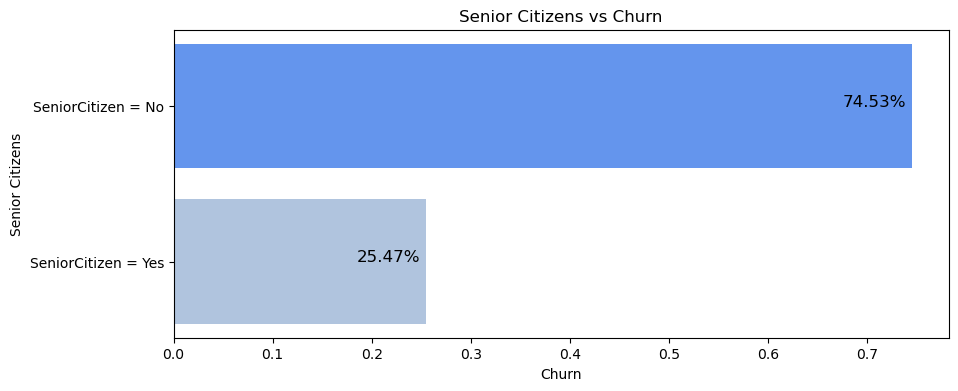 Senior Citizens vs Churn
Senior Citizens
SeniorCitizen = No
74.53%
SeniorCitizen = Yes
25.47%
0.0 0.1 0.2 0.3 0.4 0.5 0.6 0.7
Churn